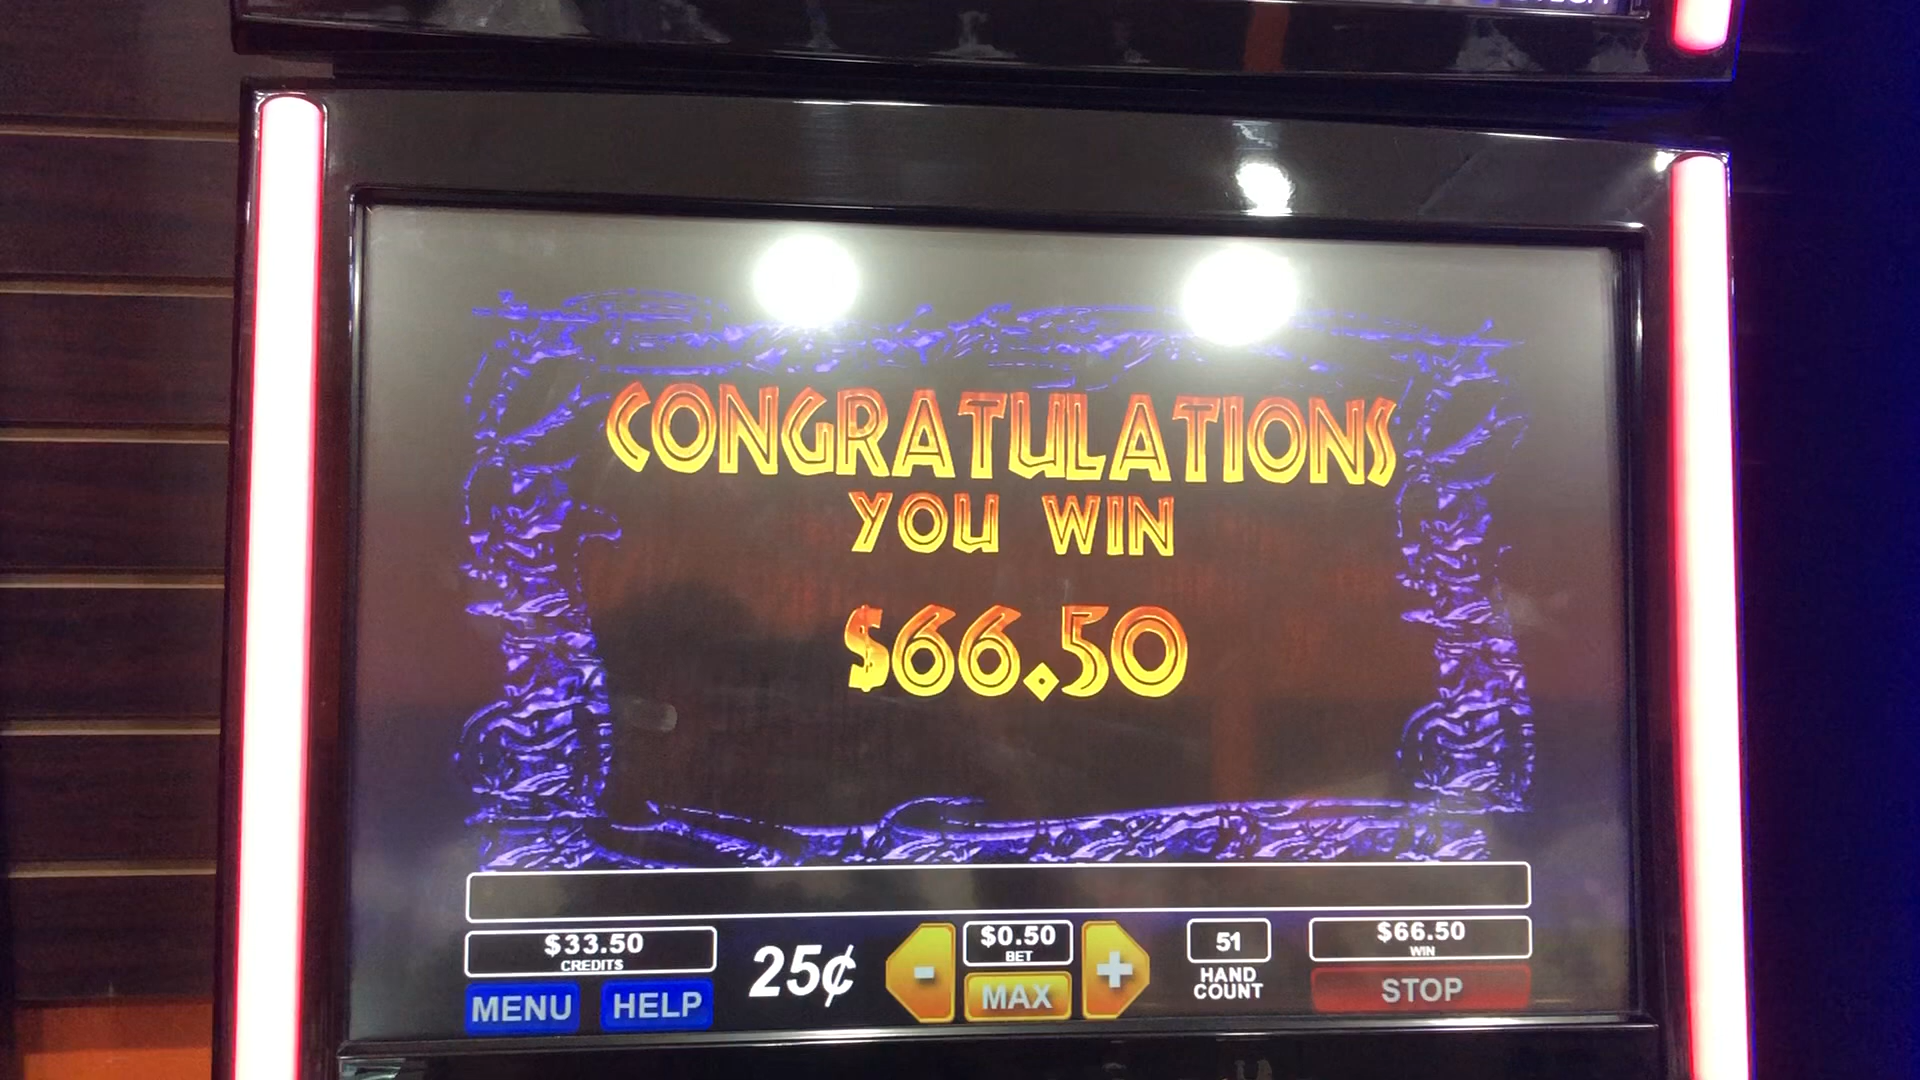 CONGRATULATIONS
YOU WIN
$66.50
$33.50
CREDITS
MENU
HELP
25¢
-
$0.50
BET
MAX
+
51
HAND
COUNT
$66.50
WIN
STOP